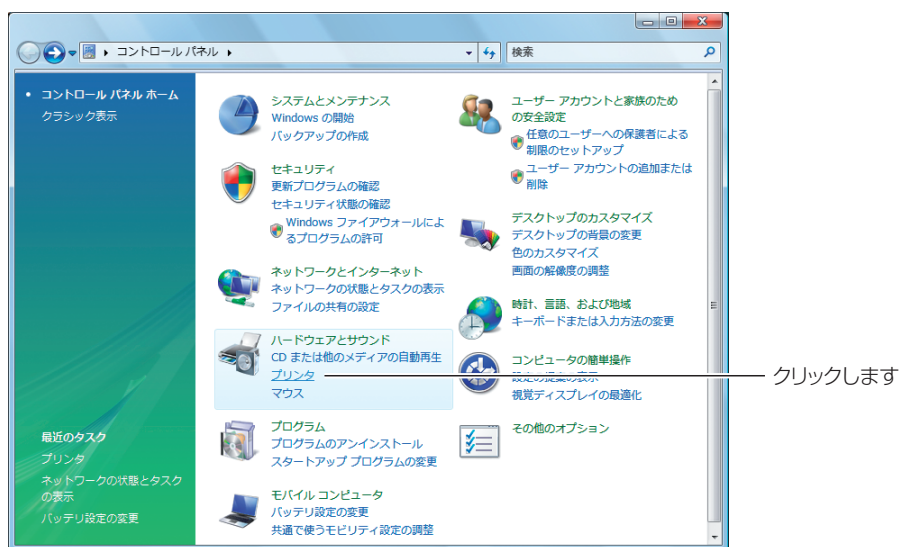 コントロール パネル
検索
コントロール パネル ホーム
クラシック表示
システムとメンテナンス
Windows の開始
バックアップの作成
セキュリティ
更新プログラムの確認
セキュリティ状態の確認
Windows ファイアウォールによ
るプログラムの許可
ネットワークとインターネット
ネットワークの状態とタスクの表示
ファイルの共有の設定
ハードウェアとサウンド
CD または他のメディアの自動再生
プリンタ
マウス
プログラム
プログラムのアンインストール
スタートアップ プログラムの変更
モバイル コンピュータ
バッテリ設定の変更
共通で使うモビリティ設定の調整
ユーザー アカウントと家族のため
の安全設定
任意のユーザーへの保護者による
制限のセットアップ
ユーザー アカウントの追加または
削除
デスクトップのカスタマイズ
デスクトップの背景の変更
色のカスタマイズ
画面の解像度の調整
時計、言語、および地域
キーボードまたは入力方法の変更
コンピュータの簡単操作
設定の提案の表示
視覚ディスプレイの最適化
その他のオプション
クリックします
最近のタスク
プリンタ
ネットワークの状態とタスク
の表示
バッテリ設定の変更